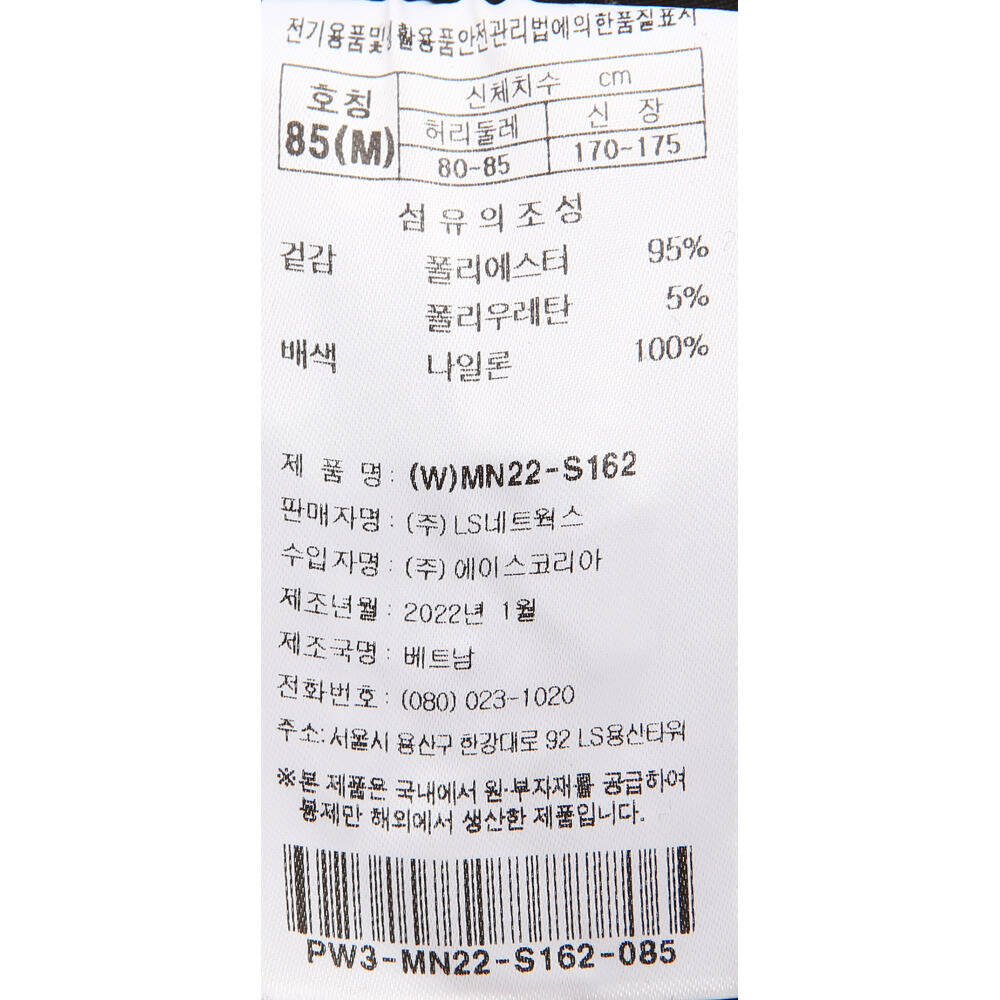 전기용품및생활용품안전관리법에의한품질표시
호칭 신체치수 cm
85(M) 허리둘레 신 장
80-85 170-175
섬 유 의 조 성
겉감 폴리에스터 95%
폴리우레탄 5%
배색 나일론 100%
제 품 명: (W)MN22-S162
판매자명: (주)LS네트웍스
수입자명: (주)에이스코리아
제조년월: 2022년 1월
제조국명: 베트남
전화번호: (080) 023-1020
주소:서울시 용산구 한강대로 92 LS용산타워
※본 제품은 국내에서 원·부자재를 공급하여
봉제만 해외에서 생산한 제품입니다.
PW3-MN22-S162-085